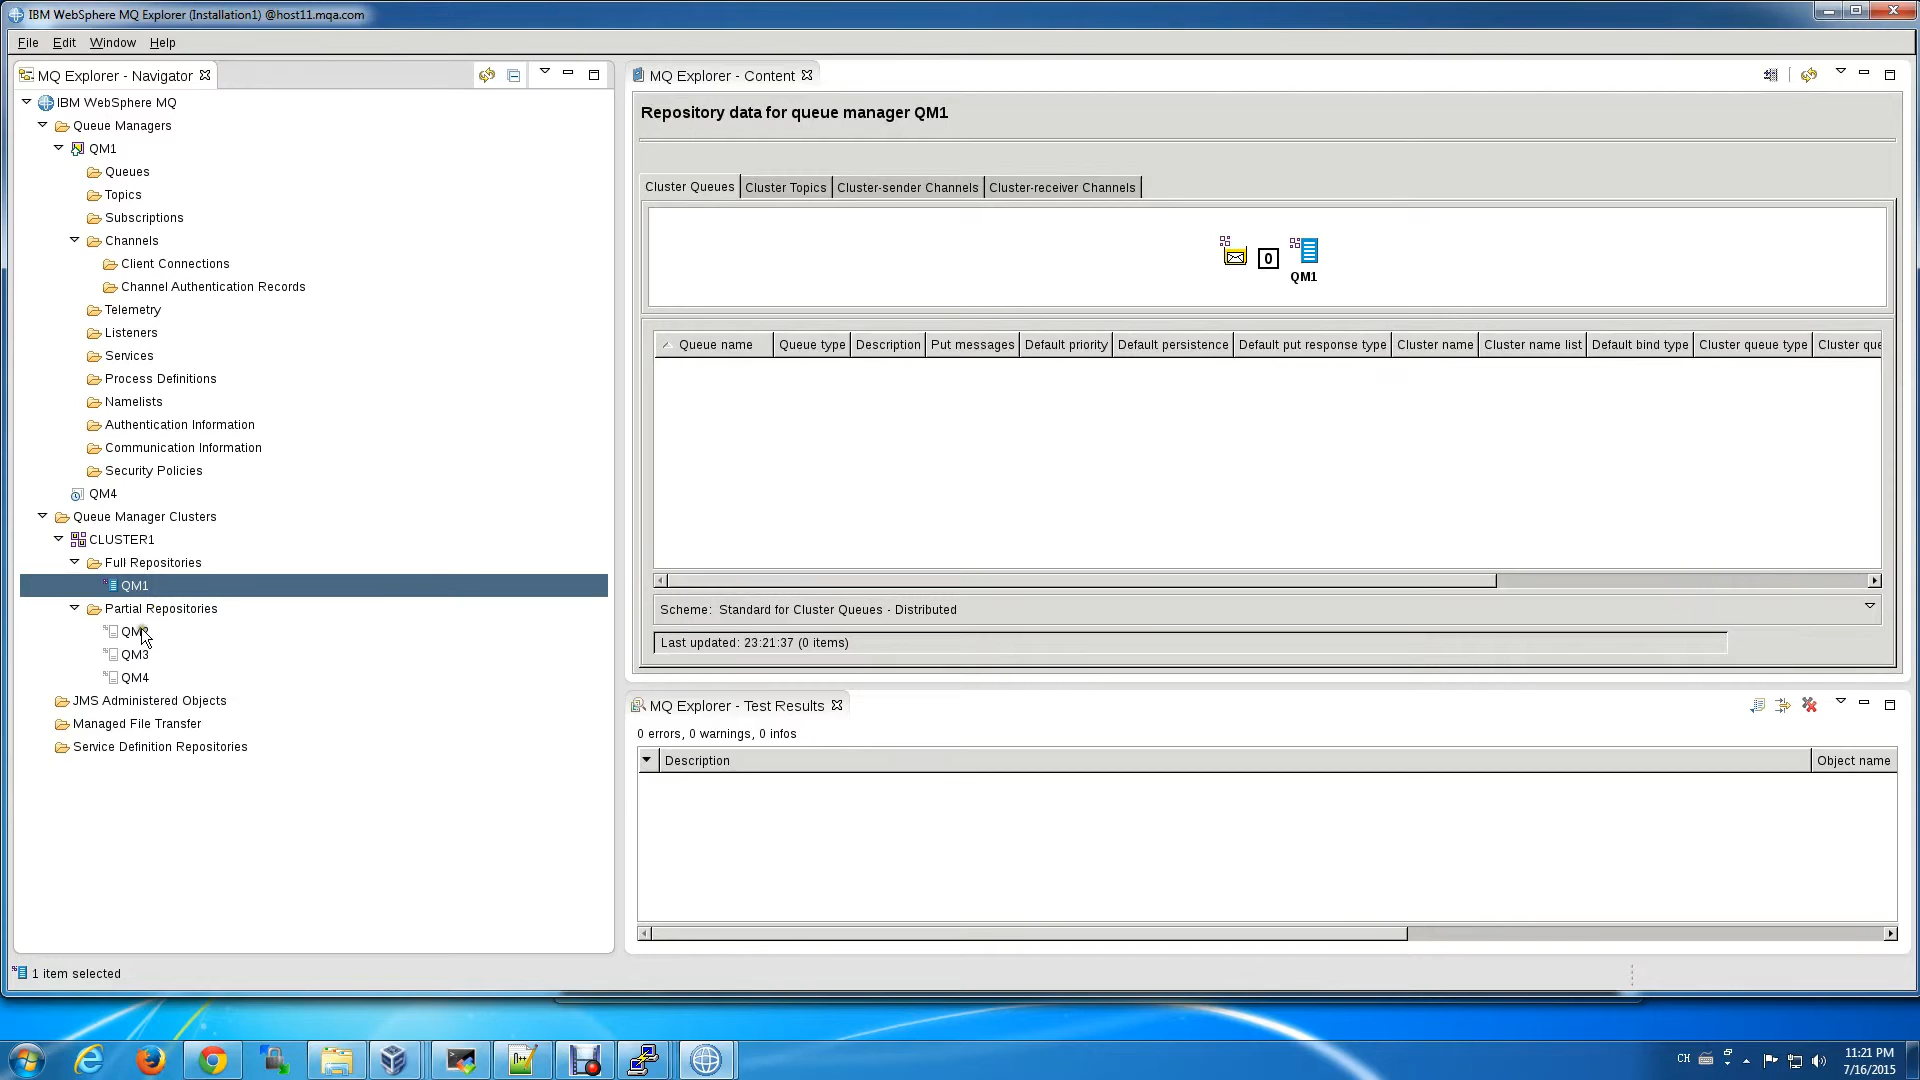 IBM WebSphere MQ Explorer (Installation1) @host11.mqa.com
File Edit Window Help
MQ Explorer - Navigator
IBM WebSphere MQ
Queue Managers
QM1
Queues
Topics
Subscriptions
Channels
Client Connections
Channel Authentication Records
Telemetry
Listeners
Services
Process Definitions
Namelists
Authentication Information
Communication Information
Security Policies
QM4
Queue Manager Clusters
CLUSTER1
Full Repositories
QM1
Partial Repositories
QM2
QM3
QM4
JMS Administered Objects
Managed File Transfer
Service Definition Repositories
1 item selected
MQ Explorer - Content
Repository data for queue manager QM1
Cluster Queues Cluster Topics Cluster-sender Channels Cluster-receiver Channels
0
QM1
Queue name Queue type Description Put messages Default priority Default persistence Default put response type Cluster name Cluster name list Default bind type Cluster queue type Cluster que
Scheme: Standard for Cluster Queues - Distributed
Last updated: 23:21:37 (0 items)
MQ Explorer - Test Results
0 errors, 0 warnings, 0 infos
Description Object name
CH
11:21 PM
7/16/2015